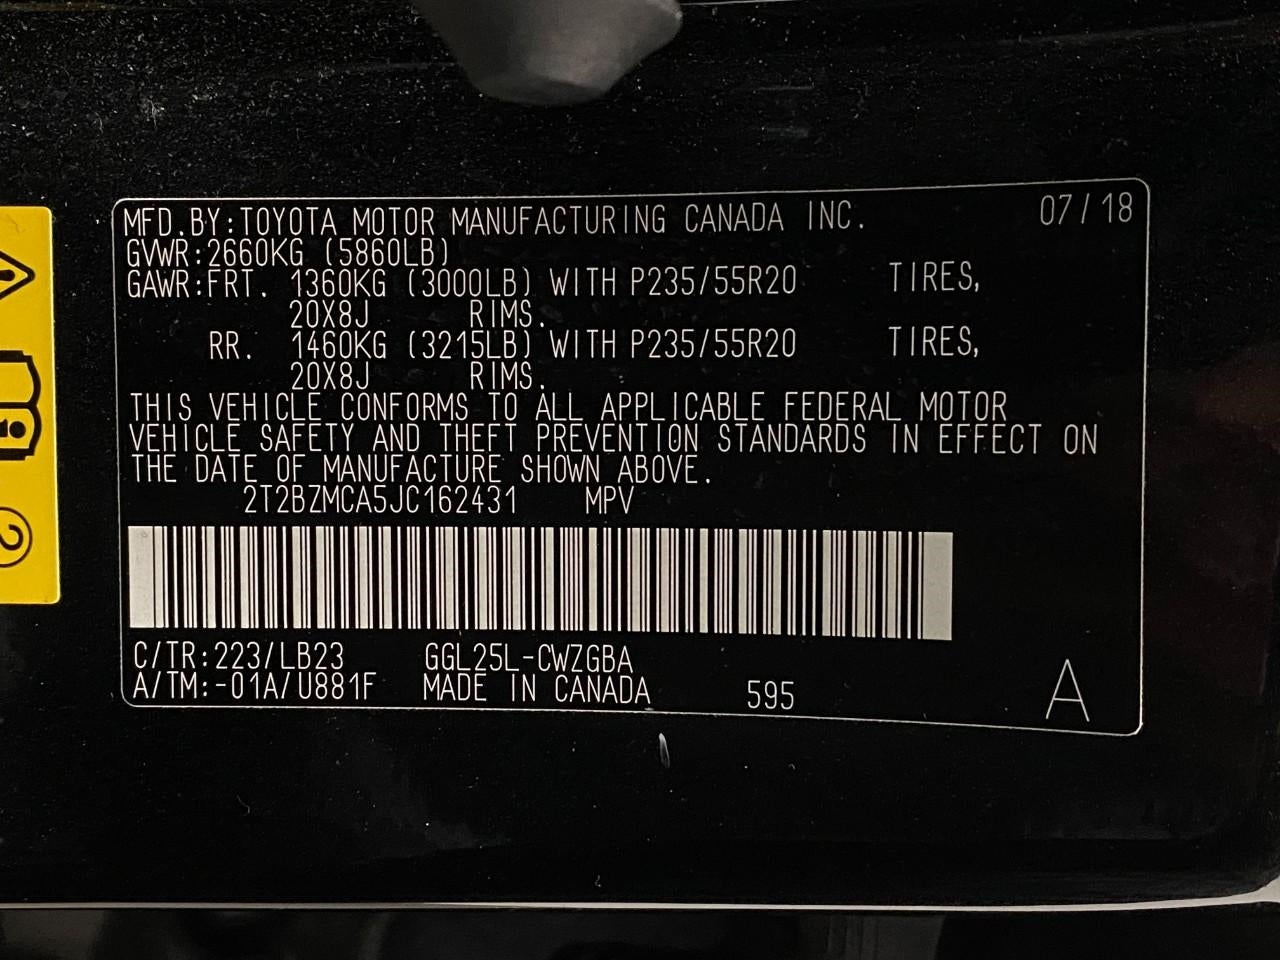 MFD.BY:TOYOTA MOTOR MANUFACTURING CANADA INC. 07/18
GVWR:2660KG (5860LB)
GAWR:FRT. 1360KG (3000LB) WITH P235/55R20 TIRES,
20X8J RIMS.
RR. 1460KG (3215LB) WITH P235/55R20 TIRES,
20X8J RIMS.
THIS VEHICLE CONFORMS TO ALL APPLICABLE FEDERAL MOTOR
VEHICLE SAFETY AND THEFT PREVENTION STANDARDS IN EFFECT ON
THE DATE OF MANUFACTURE SHOWN ABOVE.
2T2BZMCA5JC162431 MPV
C/TR:223/LB23 GGL25L-CWZGBA
A/TM:-01A/U881F MADE IN CANADA 595 A
2